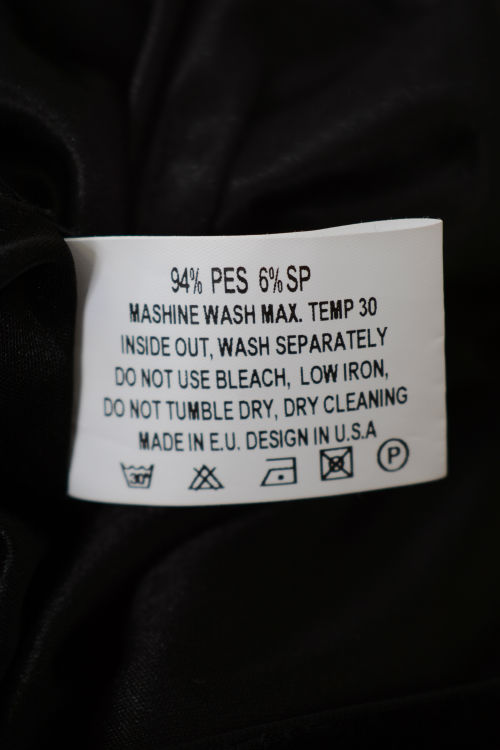 94% PES 6% SP
MASHINE WASH MAX. TEMP 30
INSIDE OUT, WASH SEPARATELY
DO NOT USE BLEACH, LOW IRON,
DO NOT TUMBLE DRY, DRY CLEANING
MADE IN E.U. DESIGN IN U.S.A
30° P